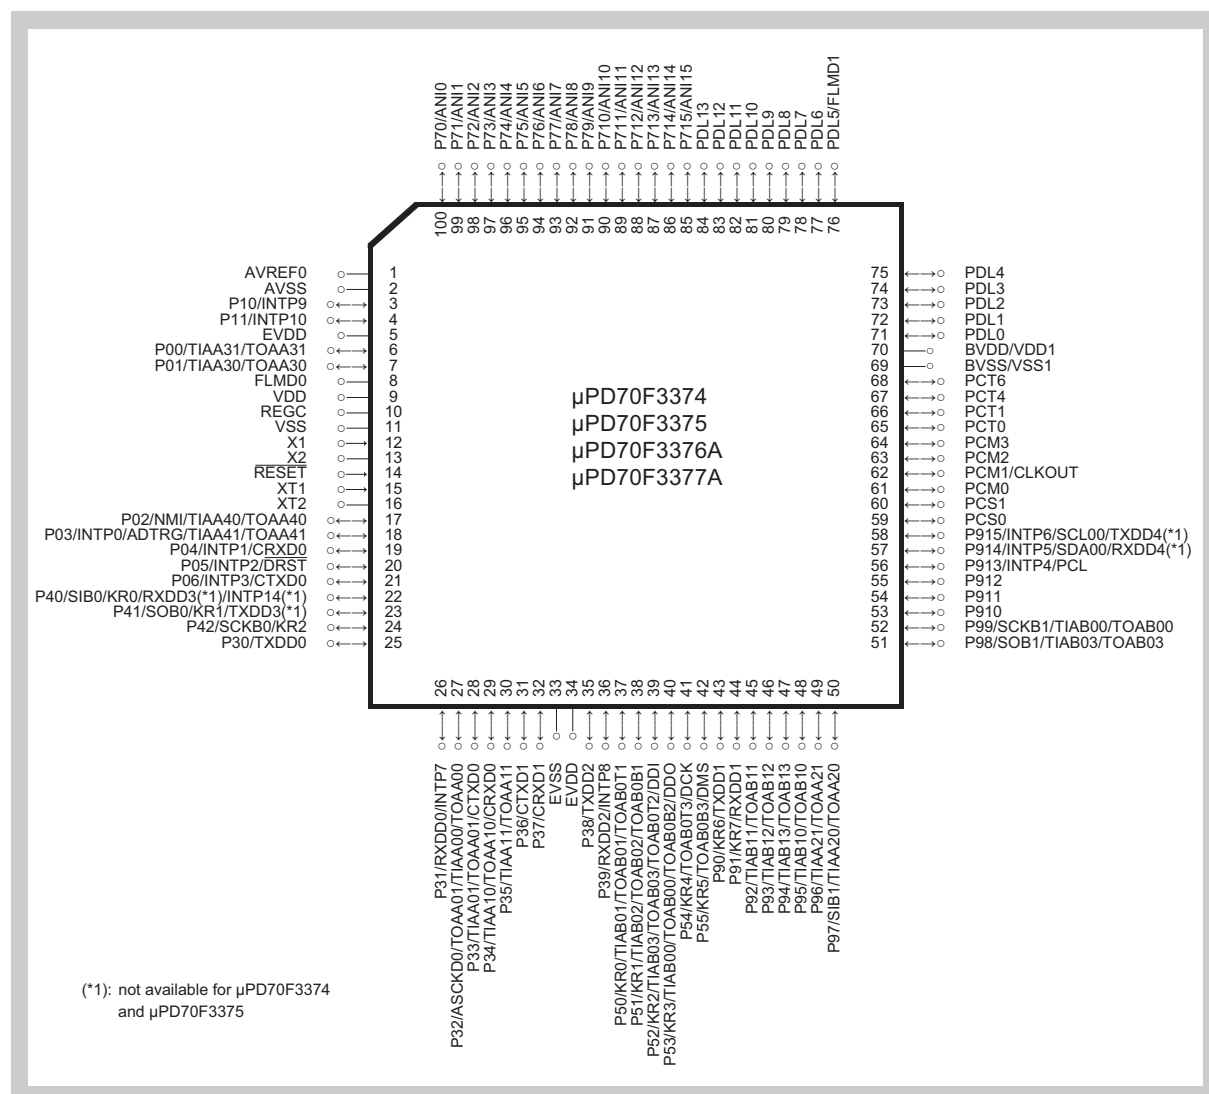 P70/ANI0
P71/ANI1
P72/ANI2
P73/ANI3
P74/ANI4
P75/ANI5
P76/ANI6
P77/ANI7
P78/ANI8
P79/ANI9
P710/ANI10
P711/ANI11
P712/ANI12
P713/ANI13
P714/ANI14
P715/ANI15
PDL13
PDL12
PDL11
PDL10
PDL9
PDL8
PDL7
PDL6
PDL5/FLMD1
100
99
98
97
96
95
94
93
92
91
90
89
88
87
86
85
84
83
82
81
80
79
78
77
76
AVREF0 1
AVSS 2
P10/INTP9 3
P11/INTP10 4
EVDD 5
P00/TIAA31/TOAA31 6
P01/TIAA30/TOAA30 7
FLMD0 8
VDD 9
REGC 10
VSS 11
X1 12
X2 13
RESET 14
XT1 15
XT2 16
P02/NMI/TIAA40/TOAA40 17
P03/INTP0/ADTRG/TIAA41/TOAA41 18
P04/INTP1/CRXD0 19
P05/INTP2/DRST 20
P06/INTP3/CTXD0 21
P40/SIB0/KR0/RXDD3(*1)/INTP14(*1) 22
P41/SOB0/KR1/TXDD3(*1) 23
P42/SCKB0/KR2 24
P30/TXDD0 25
µPD70F3374
µPD70F3375
µPD70F3376A
µPD70F3377A
75 PDL4
74 PDL3
73 PDL2
72 PDL1
71 PDL0
70 BVDD/VDD1
69 BVSS/VSS1
68 PCT6
67 PCT4
66 PCT1
65 PCT0
64 PCM3
63 PCM2
62 PCM1/CLKOUT
61 PCM0
60 PCS1
59 PCS0
58 P915/INTP6/SCL00/TXDD4(*1)
57 P914/INTP5/SDA00/RXDD4(*1)
56 P913/INTP4/PCL
55 P912
54 P911
53 P910
52 P99/SCKB1/TIAB00/TOAB00
51 P98/SOB1/TIAB03/TOAB03
26
27
28
29
30
31
32
33
34
35
36
37
38
39
40
41
42
43
44
45
46
47
48
49
50
P31/RXDD0/INTP7
P32/ASCKD0/TOAA01/TIAA00/TOAA00
P33/TIAA01/TOAA01/CTXD0
P34/TIAA10/TOAA10/CRXD0
P35/TIAA11/TOAA11
P36/CTXD1
P37/CRXD1
EVSS
EVDD
P38/TXDD2
P39/RXDD2/INTP8
P50/KR0/TIAB01/TOAB01/TOAB0T1
P51/KR1/TIAB02/TOAB02/TOAB0B1
P52/KR2/TIAB03/TOAB03/TOAB0T2/DDI
P53/KR3/TIAB00/TOAB00/TOAB0B2/DDO
P54/KR4/TOAB0T3/DCK
P55/KR5/TOAB0B3/DMS
P90/KR6/TXDD1
P91/KR7/RXDD1
P92/TIAB11/TOAB11
P93/TIAB12/TOAB12
P94/TIAB13/TOAB13
P95/TIAB10/TOAB10
P96/TIAA21/TOAA21
P97/SIB1/TIAA20/TOAA20
(*1): not available for µPD70F3374
and µPD70F3375